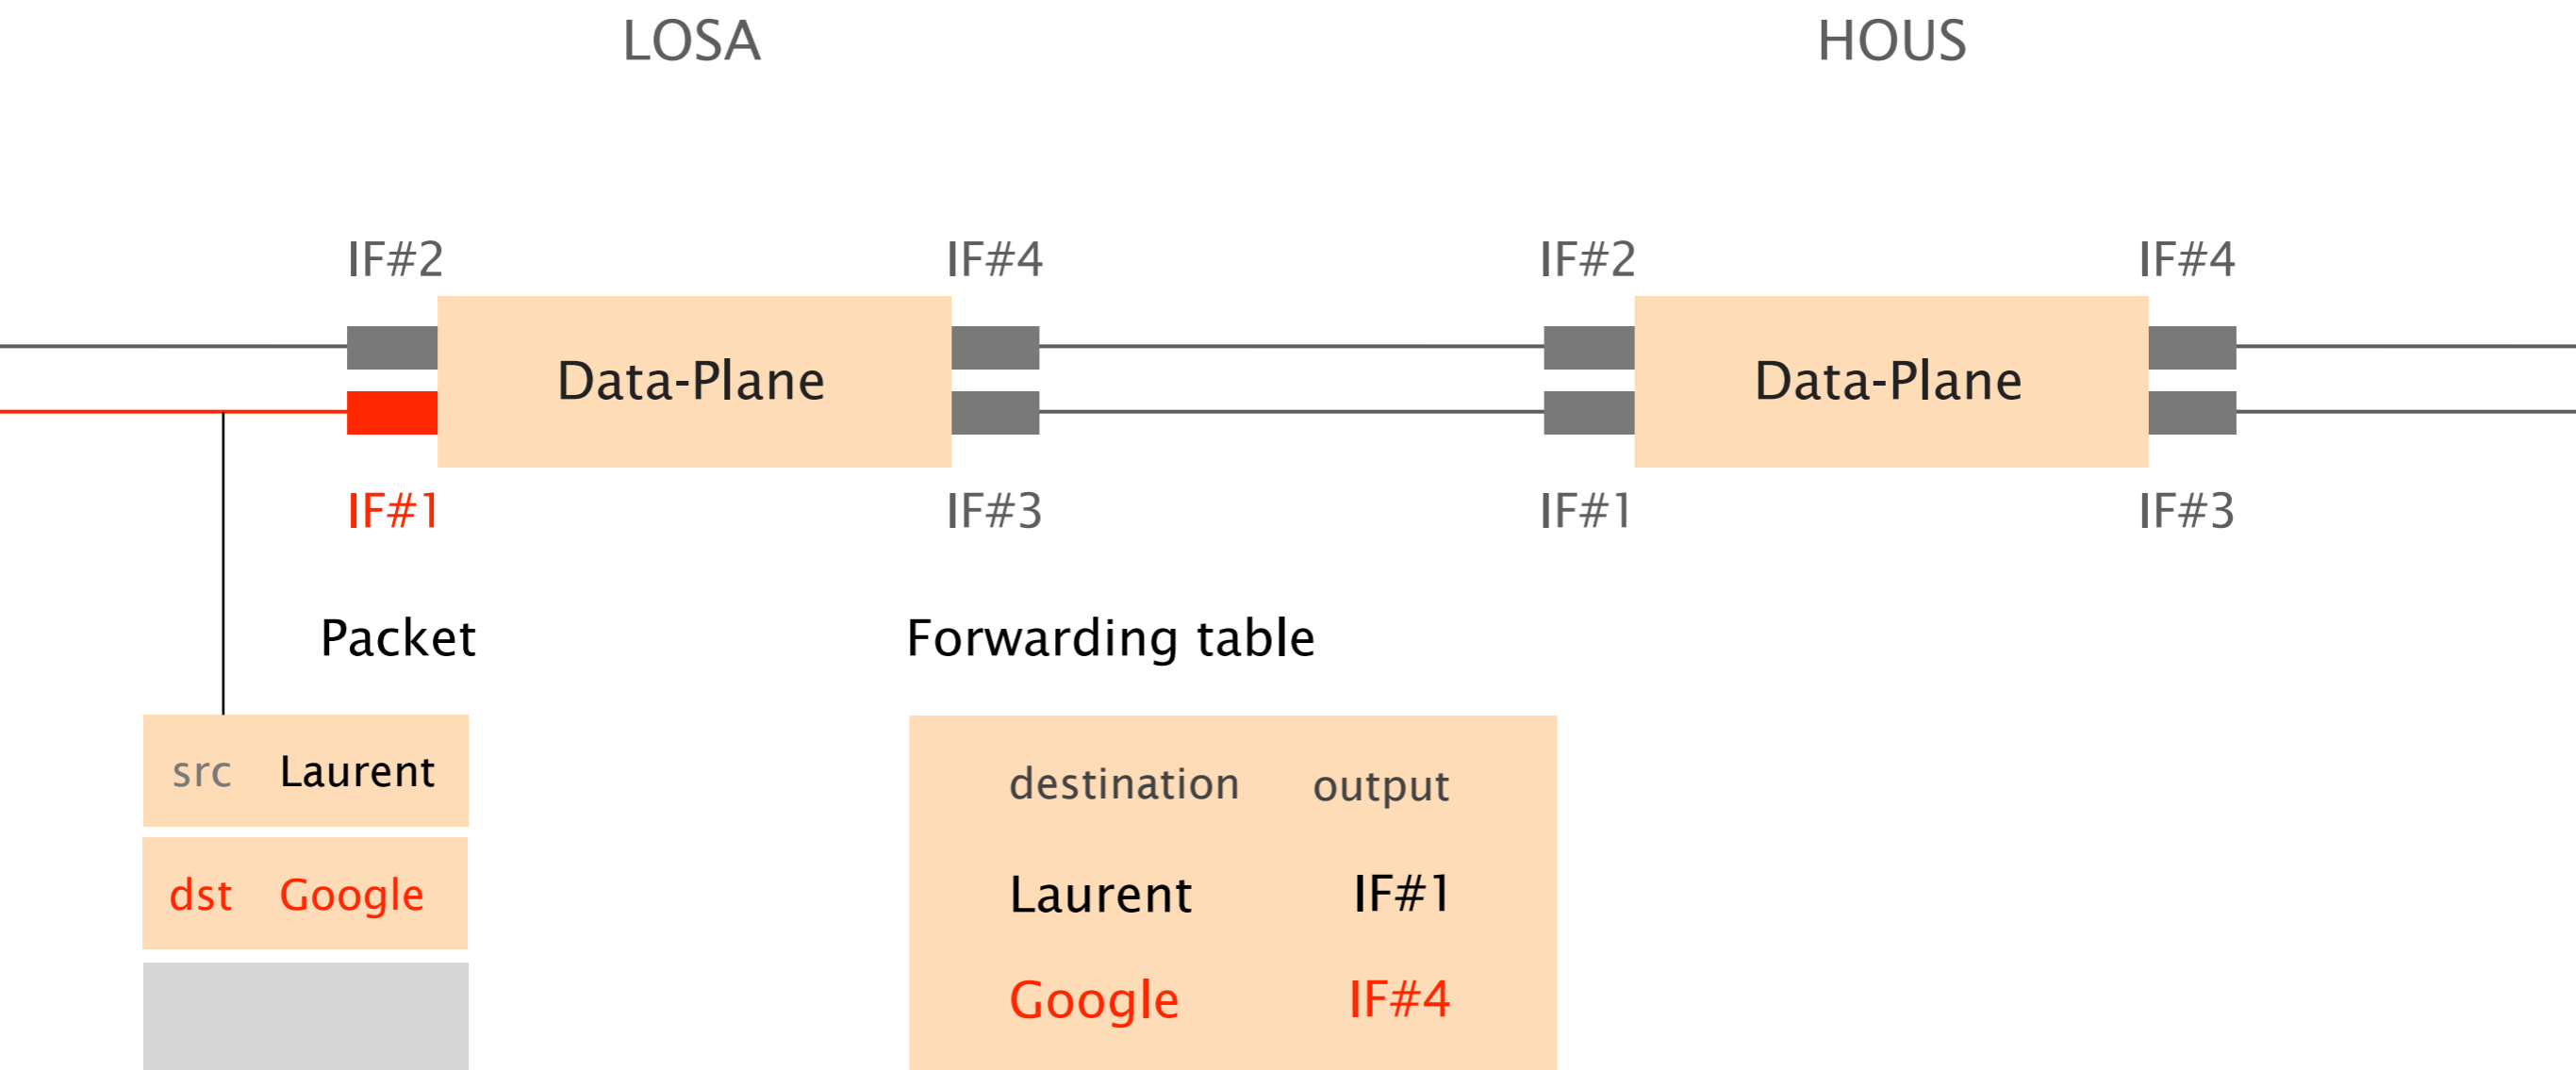 LOSA HOUS
IF#2 IF#4 IF#2 IF#4
Data-Plane Data-Plane
IF#1 IF#3 IF#1 IF#3
Packet Forwarding table
src Laurent
dst Google
destination output
Laurent IF#1
Google IF#4